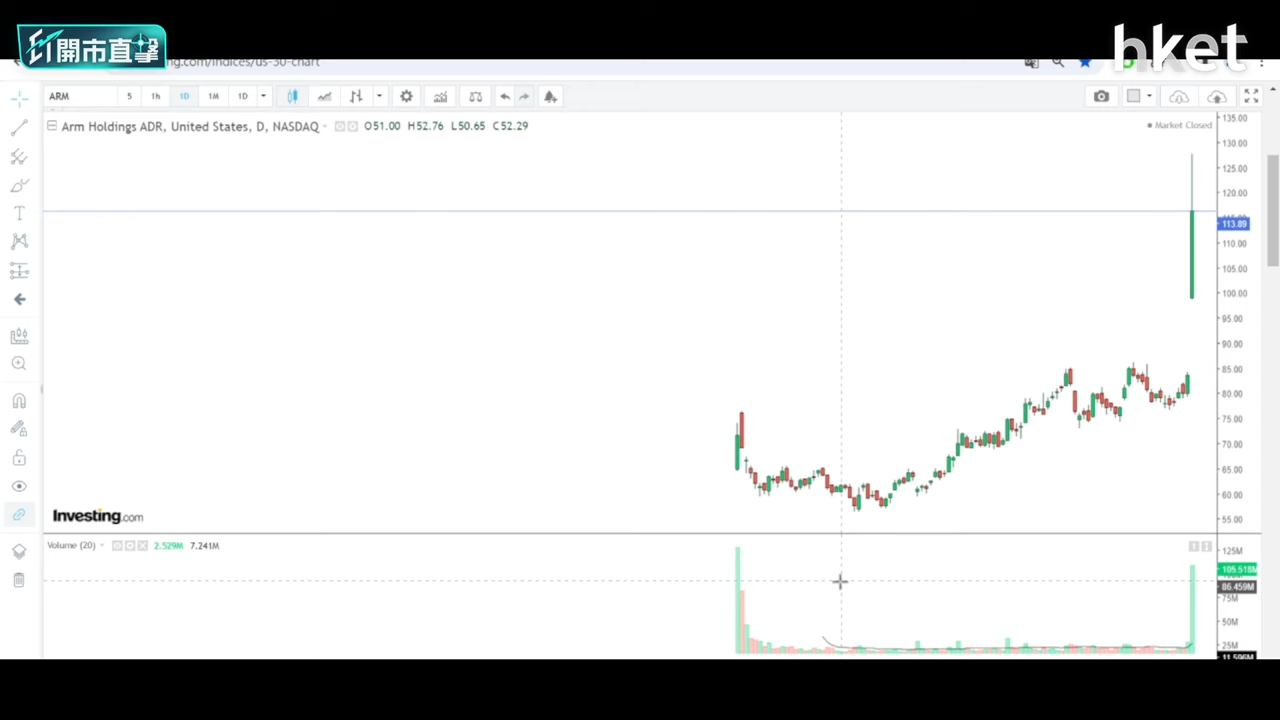 開市直擊
hket
ng.com/indices/us-30-chart
ARM 5 1h 1D 1M 1D
Arm Holdings ADR, United States, D, NASDAQ O51.00 H52.76 L50.65 C52.29
Market Closed
135.00
130.00
125.00
120.00
113.89
110.00
105.00
100.00
95.00
90.00
85.00
80.00
75.00
70.00
65.00
60.00
55.00
Investing.com
Volume (20) 2.529M 7.241M
125M
105.518M
86.459M
75M
50M
25M
11.596M